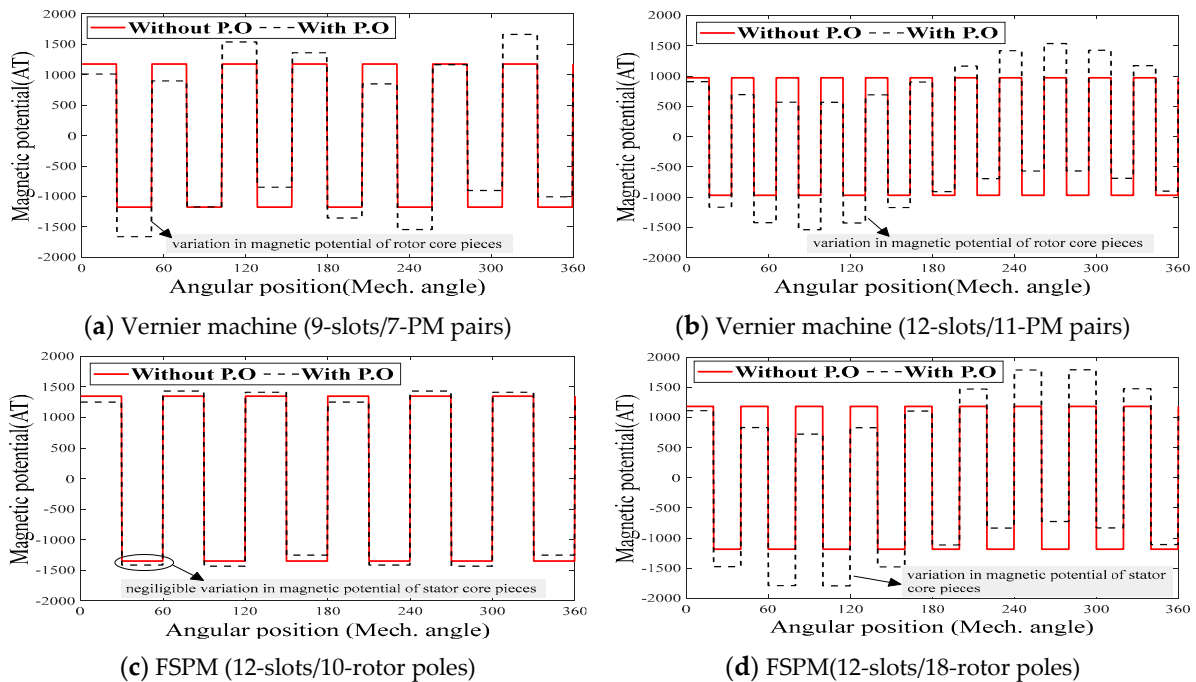 Without P.O With P.O
2000
1500
1000
500
0
-500
-1000
-1500
-2000
Magnetic potential(AT)
variation in magnetic potential of rotor core pieces
0 60 120 180 240 300 360
Angular position(Mech. angle)
(a) Vernier machine (9-slots/7-PM pairs)
Without P.O With P.O
2000
1500
1000
500
0
-500
-1000
-1500
-2000
Magnetic potential(AT)
variation in magnetic potential of rotor core pieces
0 60 120 180 240 300 360
Angular position(Mech. angle)
(b) Vernier machine (12-slots/11-PM pairs)
Without P.O With P.O
2000
1500
1000
500
0
-500
-1000
-1500
-2000
Magnetic potential(AT)
negiligible variation in magnetic potential of stator core pieces
0 60 120 180 240 300 360
Angular position (Mech. angle)
(c) FSPM (12-slots/10-rotor poles)
Without P.O With P.O
2000
1500
1000
500
0
-500
-1000
-1500
-2000
Magnetic potential(AT)
variation in magnetic potential of stator
core pieces
0 60 120 180 240 300 360
Angular position (Mech. angle)
(d) FSPM(12-slots/18-rotor poles)